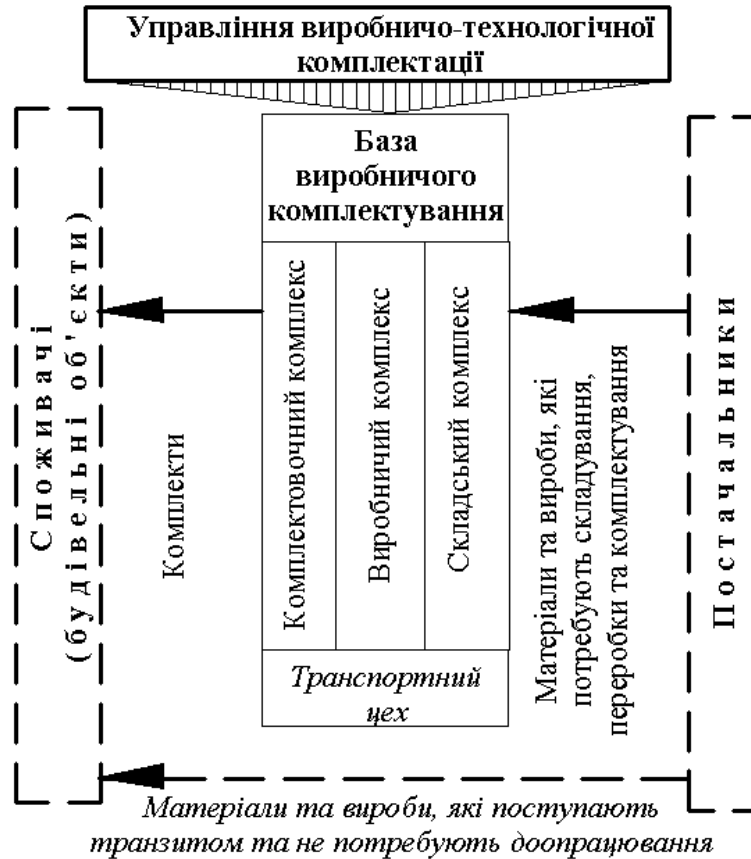 Управління виробничо-технологічної
комплектації
База
виробничого
комплектування
Споживачі
(будівельні об'єкти)
Комплекти
Комплектовочний комплекс
Виробничий комплекс
Складський комплекс
Матеріали та вироби, які
потребують складування,
переробки та комплектування
Постачальники
Транспортний
цех
Матеріали та вироби, які поступають
транзитом та не потребують доопрацювання